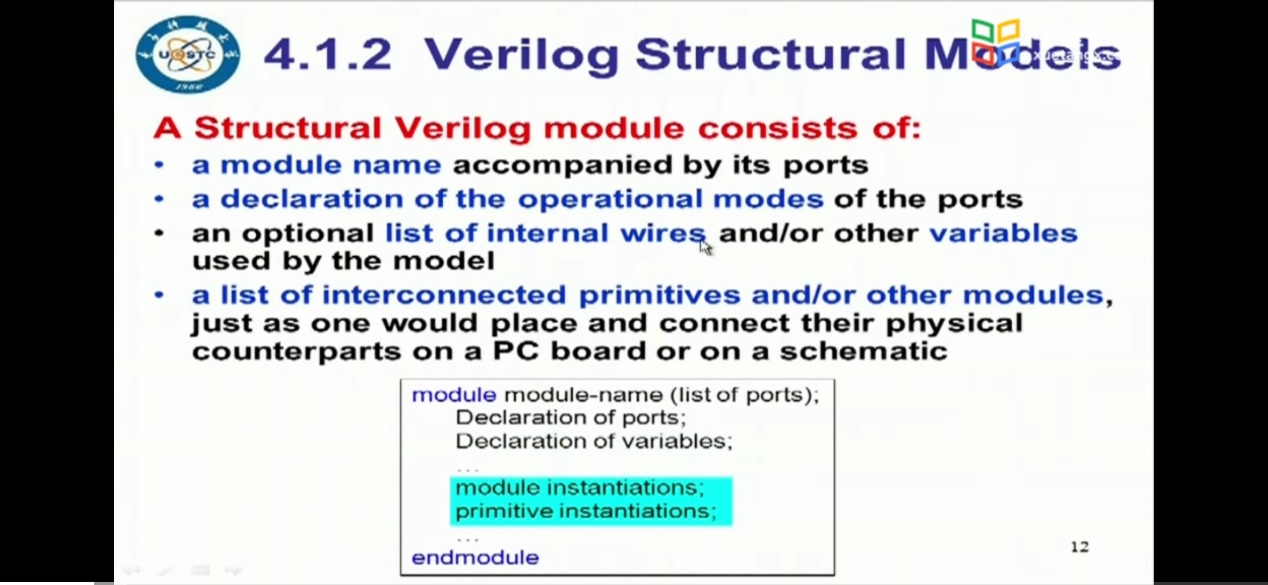 4.1.2 Verilog Structural Models
A Structural Verilog module consists of:
• a module name accompanied by its ports
• a declaration of the operational modes of the ports
• an optional list of internal wires and/or other variables
used by the model
• a list of interconnected primitives and/or other modules,
just as one would place and connect their physical
counterparts on a PC board or on a schematic
module module-name (list of ports);
Declaration of ports;
Declaration of variables;
...
module instantiations;
primitive instantiations;
...
endmodule
12